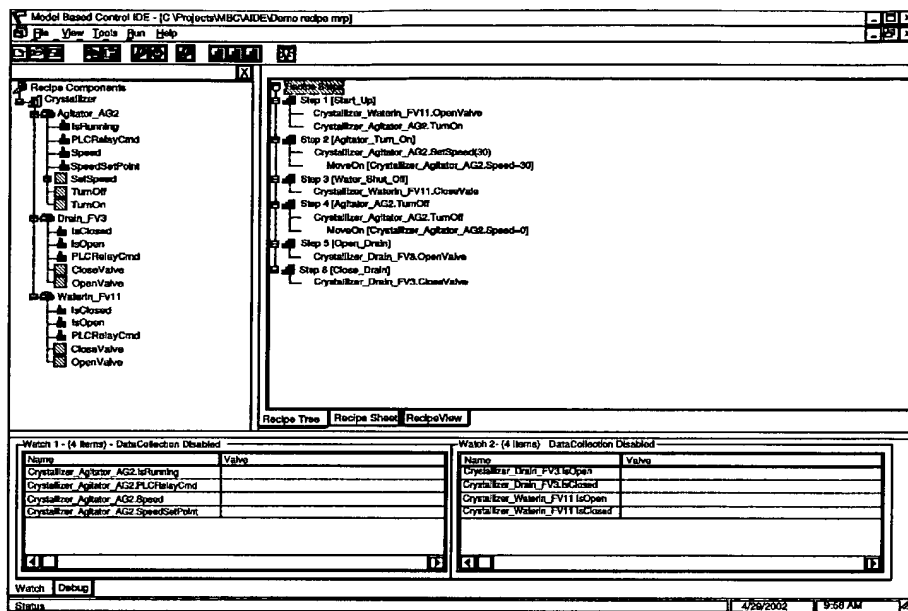 Model Based Control IDE - [C:\Projects\MBC\AIDE\Demo recipe mrp]
File View Tools Run Help
X
Recipe Components
Crystallizer
Agitator_AG2
IsRunning
PLCRelayCmd
Speed
SpeedSetPoint
SetSpeed
TurnOff
TurnOn
Drain_FV3
IsClosed
IsOpen
PLCRelayCmd
CloseValve
OpenValve
Waterin_Fv11
IsClosed
IsOpen
PLCRelayCmd
CloseValve
OpenValve
Recipe Steps
Step 1 [Start_Up]
Crystallizer_Waterin_FV11.OpenValve
Crystallizer_Agitator_AG2.TurnOn
Step 2 [Agitator_Turn_On]
Crystallizer_Agitator_AG2.SetSpeed(30)
MoveOn [Crystallizer_Agitator_AG2.Speed=30]
Step 3 [Water_Shut_Off]
Crystallizer_Waterin_FV11.CloseVale
Step 4 [Agitator_AG2.TurnOff
Crystallizer_Agitator_AG2.TurnOff
MoveOn [Crystallizer_Agitator_AG2.Speed=0]
Step 5 [Open_Drain]
Crystallizer_Drain_FV3.OpenValve
Step 6 [Close_Drain]
Crystallizer_Drain_FV3.CloseValve
Recipe Tree Recipe Sheet RecipeView
Watch 1 - (4 Items) - DataCollection Disabled
Name Valve
Crystallizer_Agitator_AG2.IsRunning
Crystallizer_Agitator_AG2.PLCRelayCmd
Crystallizer_Agitator_AG2.Speed
Crystallizer_Agitator_AG2.SpeedSetPoint
Watch 2- (4 Items) DataCollection Disabled
Name Valve
Crystallizer_Drain_FV3.IsOpen
Crystallizer_Drain_FV3.IsClosed
Crystallizer_Waterin_FV11 IsOpen
Crystallizer_Waterin_FV11 IsClosed
Watch Debug
Status 4/29/2002 9:58 AM